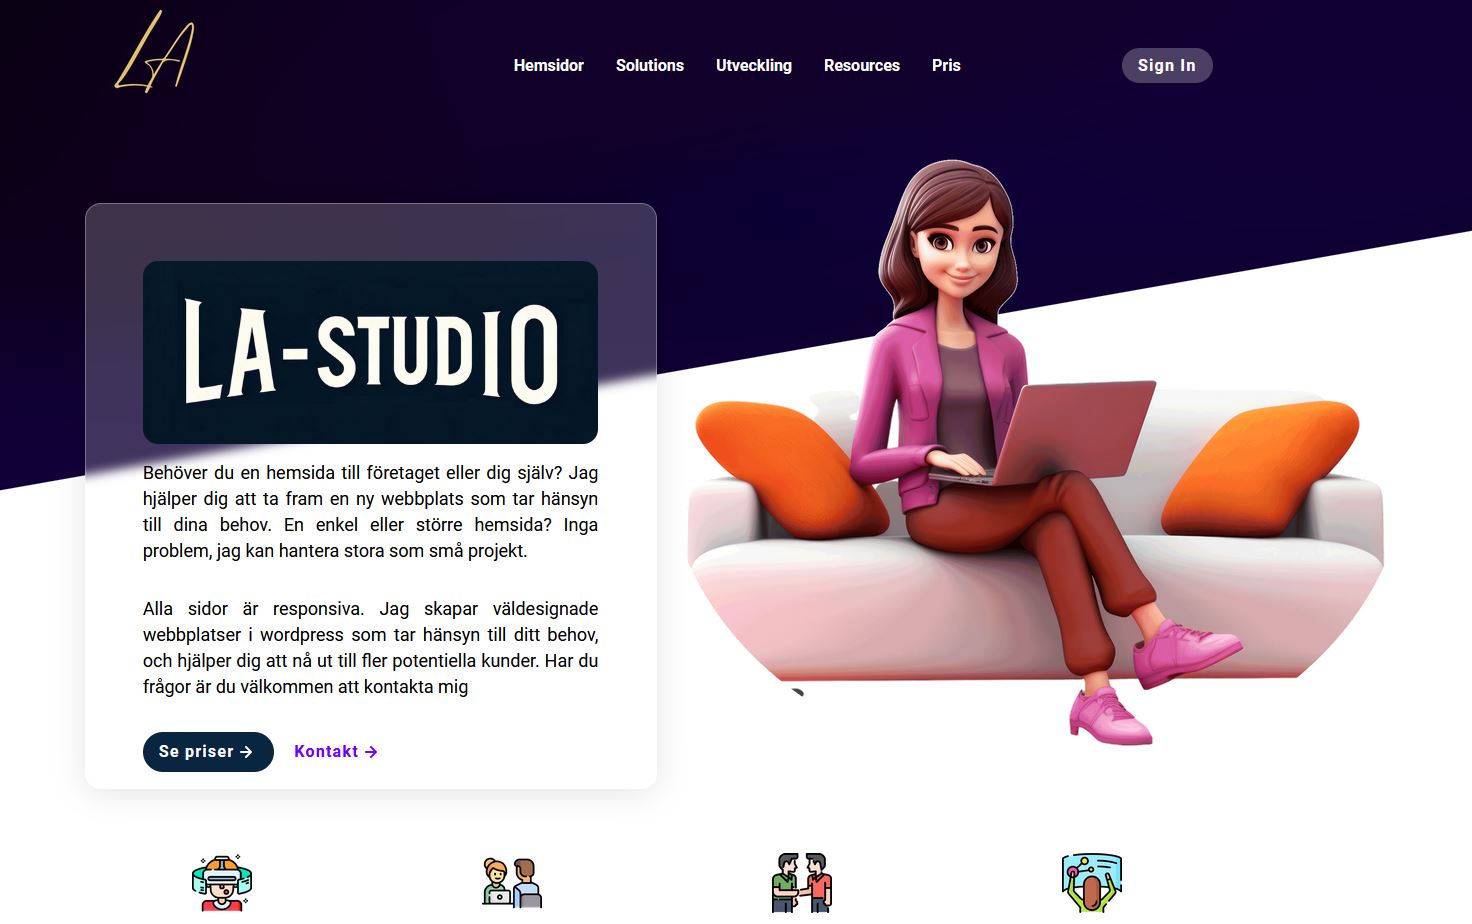 LA
Hemsidor Solutions Utveckling Resources Pris Sign In
LA-STUDIO
Behöver du en hemsida till företaget eller dig själv? Jag
hjälper dig att ta fram en ny webbplats som tar hänsyn
till dina behov. En enkel eller större hemsida? Inga
problem, jag kan hantera stora som små projekt.
Alla sidor är responsiva. Jag skapar väldesignade
webbplatser i wordpress som tar hänsyn till ditt behov,
och hjälper dig att nå ut till fler potentiella kunder. Har du
frågor är du välkommen att kontakta mig
Se priser → Kontakt →